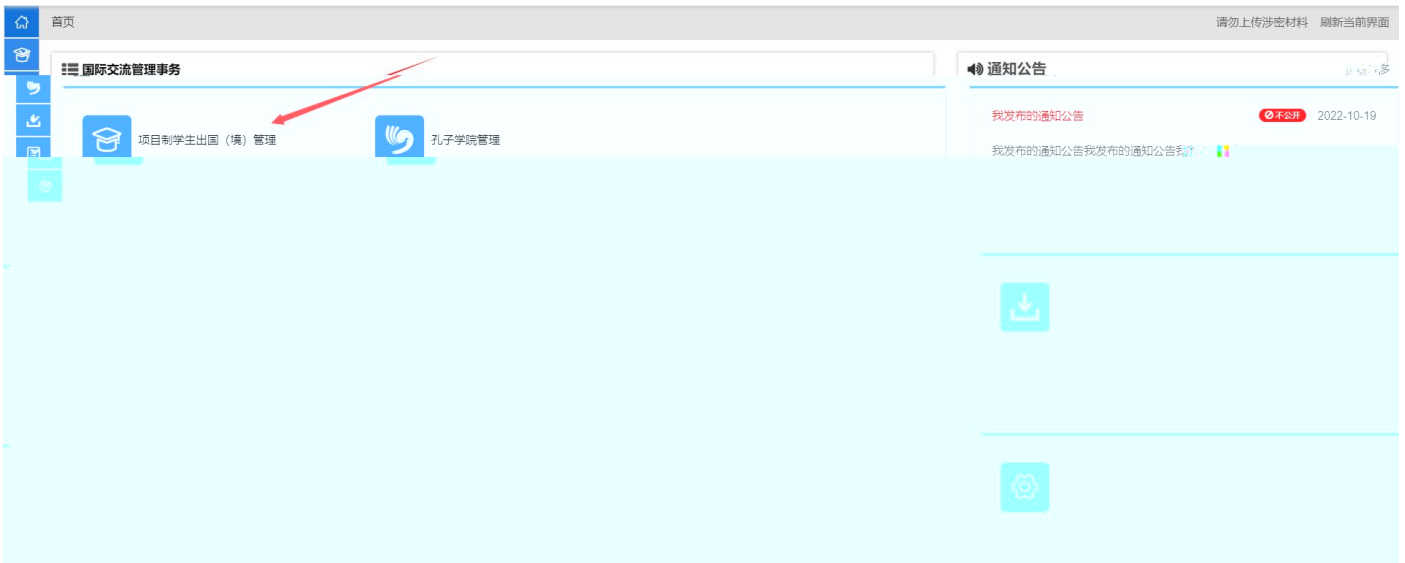 首页
请勿上传涉密材料 刷新当前界面
国际交流管理事务
通知公告
多
项目制学生出国（境）管理
孔子学院管理
我发布的通知公告
不公开 2022-10-19
我发布的通知公告我发布的通知公告